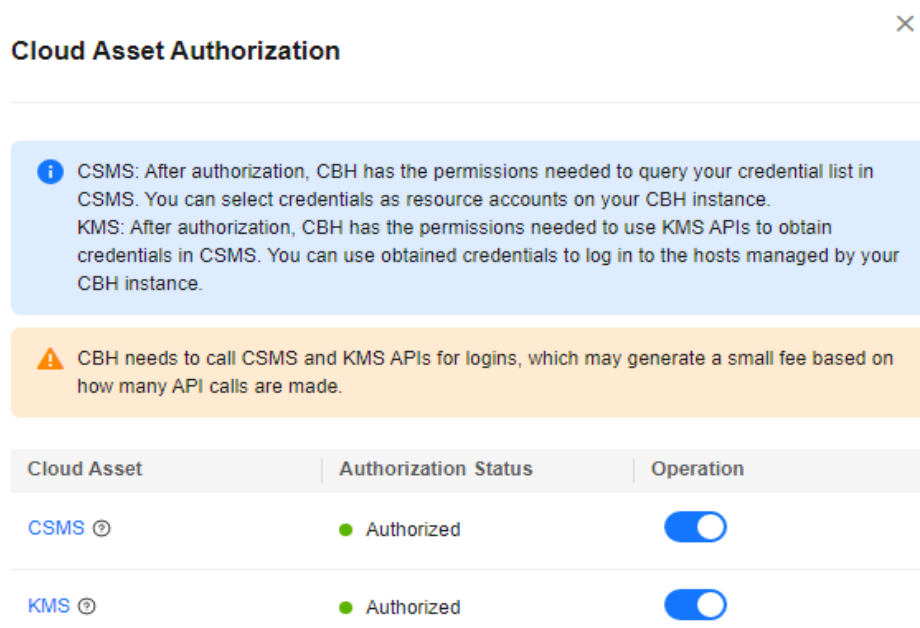 Cloud Asset Authorization
CSMS: After authorization, CBH has the permissions needed to query your credential list in
CSMS. You can select credentials as resource accounts on your CBH instance.
KMS: After authorization, CBH has the permissions needed to use KMS APIs to obtain
credentials in CSMS. You can use obtained credentials to log in to the hosts managed by your
CBH instance.
CBH needs to call CSMS and KMS APIs for logins, which may generate a small fee based on
how many API calls are made.
Cloud Asset Authorization Status Operation
CSMS Authorized
KMS Authorized